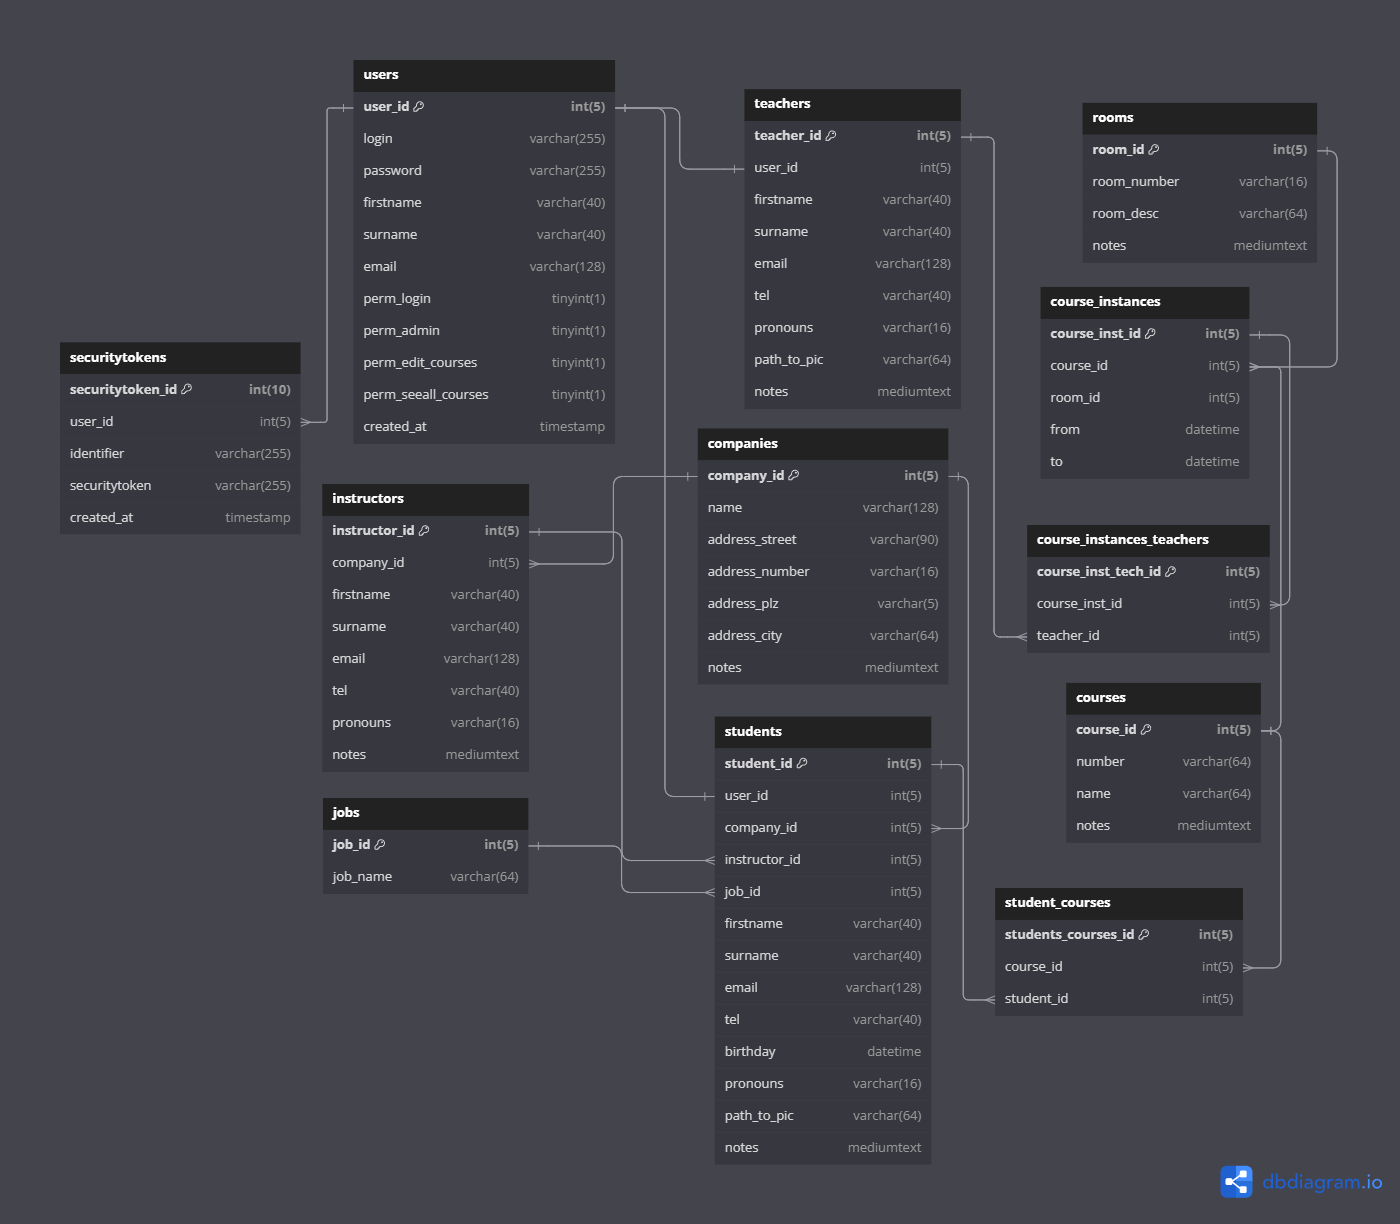 users
user_id int(5)
login varchar(255)
password varchar(255)
firstname varchar(40)
surname varchar(40)
email varchar(128)
perm_login tinyint(1)
perm_admin tinyint(1)
perm_edit_courses tinyint(1)
perm_seeall_courses tinyint(1)
created_at timestamp
teachers
teacher_id int(5)
user_id int(5)
firstname varchar(40)
surname varchar(40)
email varchar(128)
tel varchar(40)
pronouns varchar(16)
path_to_pic varchar(64)
notes mediumtext
rooms
room_id int(5)
room_number varchar(16)
room_desc varchar(64)
notes mediumtext
course_instances
course_inst_id int(5)
course_id int(5)
room_id int(5)
from datetime
to datetime
securitytokens
securitytoken_id int(10)
user_id int(5)
identifier varchar(255)
securitytoken varchar(255)
created_at timestamp
companies
company_id int(5)
name varchar(128)
address_street varchar(90)
address_number varchar(16)
address_plz varchar(5)
address_city varchar(64)
notes mediumtext
instructors
instructor_id int(5)
company_id int(5)
firstname varchar(40)
surname varchar(40)
email varchar(128)
tel varchar(40)
pronouns varchar(16)
notes mediumtext
course_instances_teachers
course_inst_tech_id int(5)
course_inst_id int(5)
teacher_id int(5)
courses
course_id int(5)
number varchar(64)
name varchar(64)
notes mediumtext
students
student_id int(5)
user_id int(5)
company_id int(5)
instructor_id int(5)
job_id int(5)
firstname varchar(40)
surname varchar(40)
email varchar(128)
tel varchar(40)
birthday datetime
pronouns varchar(16)
path_to_pic varchar(64)
notes mediumtext
jobs
job_id int(5)
job_name varchar(64)
student_courses
students_courses_id int(5)
course_id int(5)
student_id int(5)
dbdiagram.io